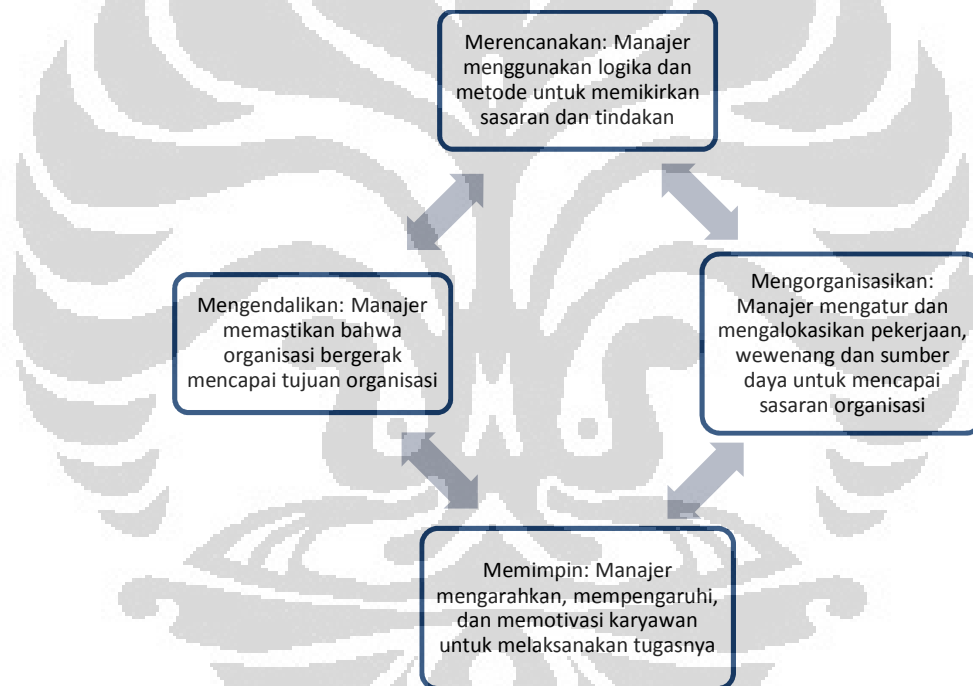 Merencanakan: Manajer
menggunakan logika dan
metode untuk memikirkan
sasaran dan tindakan
Mengorganisasikan:
Manajer mengatur dan
mengalokasikan pekerjaan,
wewenang dan sumber
daya untuk mencapai
sasaran organisasi
Memimpin: Manajer
mengarahkan, mempengaruhi,
dan memotivasi karyawan
untuk melaksanakan tugasnya
Mengendalikan: Manajer
memastikan bahwa
organisasi bergerak
mencapai tujuan organisasi